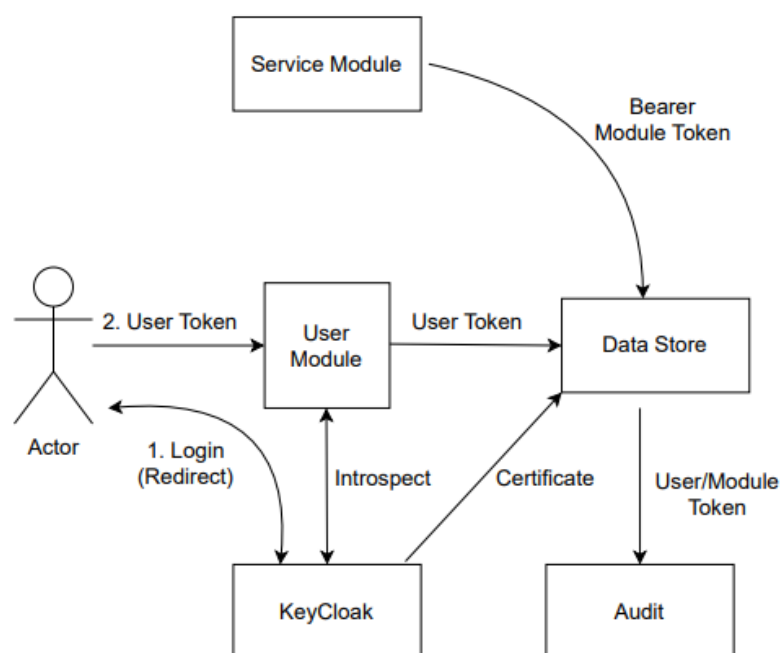 Service Module
Bearer
Module Token
2. User Token
User
Module
User Token
Data Store
Actor
1. Login
(Redirect)
Introspect
Certificate
User/Module
Token
KeyCloak
Audit